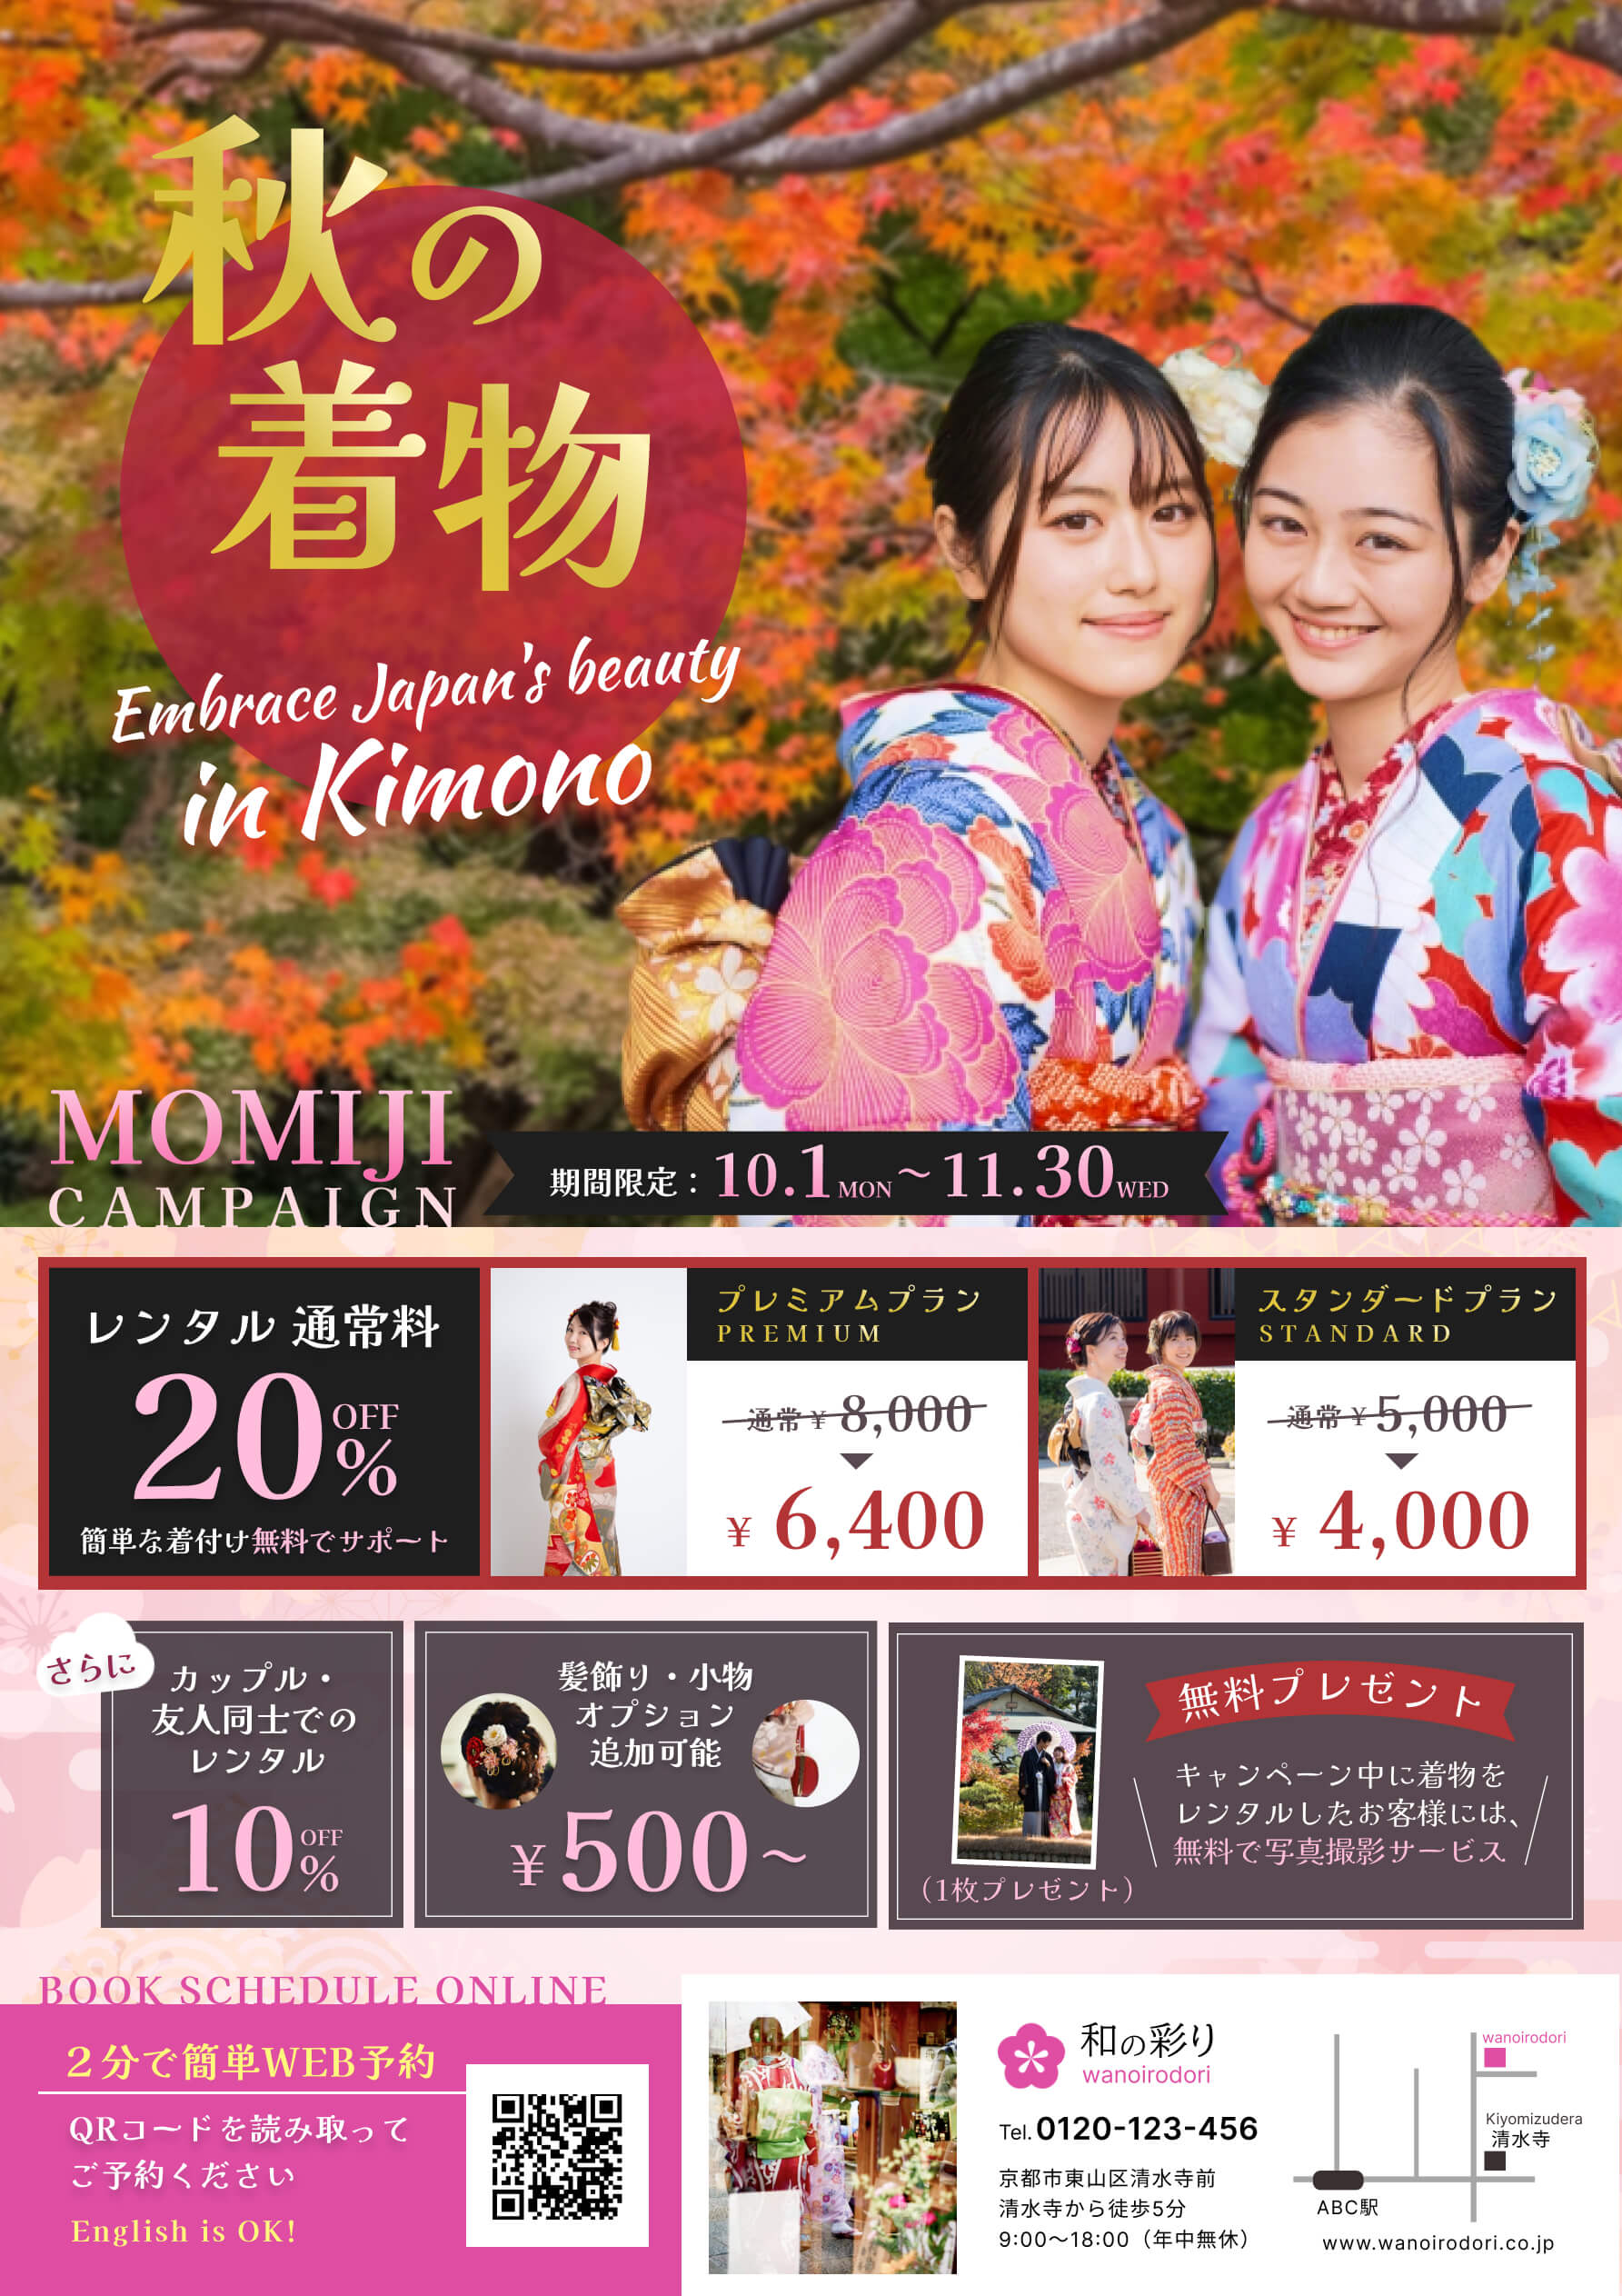 秋の
着物
Embrace Japan's beauty
in Kimono
MOMIJI
CAMPAIGN
期間限定：10.1MON～11.30WED
レンタル 通常料
20%OFF
簡単な着付け無料でサポート
プレミアムプラン
PREMIUM
通常￥8,000
￥6,400
スタンダードプラン
STANDARD
通常￥5,000
￥4,000
さらに
カップル・
友人同士での
レンタル
10%OFF
髪飾り・小物
オプション
追加可能
￥500～
無料プレゼント
キャンペーン中に着物を
レンタルしたお客様には、
無料で写真撮影サービス
（1枚プレゼント）
BOOK SCHEDULE ONLINE
２分で簡単WEB予約
QRコードを読み取って
ご予約ください
English is OK!
和の彩り
wanoirodori
Tel.0120-123-456
京都市東山区清水寺前
清水寺から徒歩5分
9:00〜18:00（年中無休）
wanoirodori
Kiyomizudera
清水寺
ABC駅
www.wanoirodori.co.jp